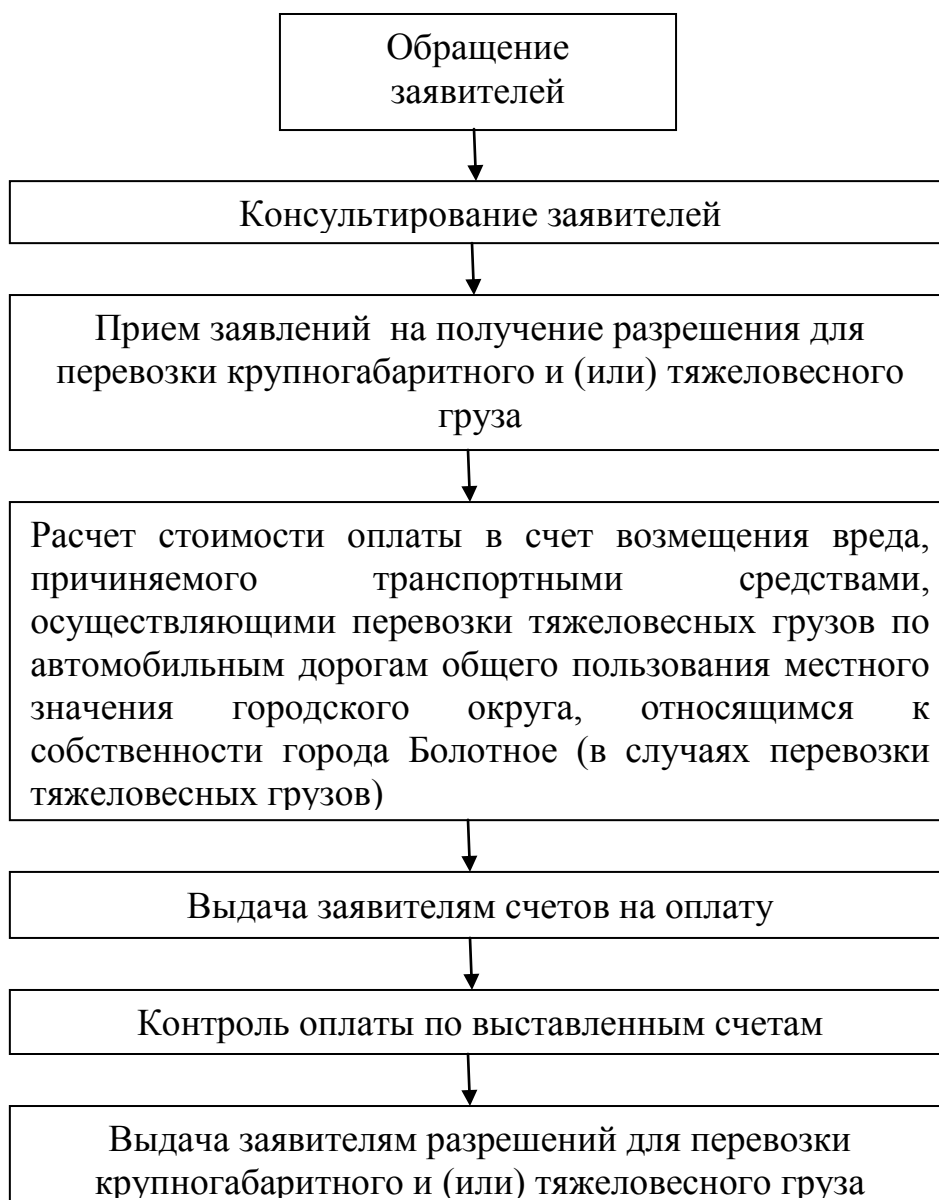 Обращение
заявителей
Консультирование заявителей
Прием заявлений на получение разрешения для
перевозки крупногабаритного и (или) тяжеловесного
груза
Расчет стоимости оплаты в счет возмещения вреда,
причиняемого транспортными средствами,
осуществляющими перевозки тяжеловесных грузов по
автомобильным дорогам общего пользования местного
значения городского округа, относящимся к
собственности города Болотное (в случаях перевозки
тяжеловесных грузов)
Выдача заявителям счетов на оплату
Контроль оплаты по выставленным счетам
Выдача заявителям разрешений для перевозки
крупногабаритного и (или) тяжеловесного груза